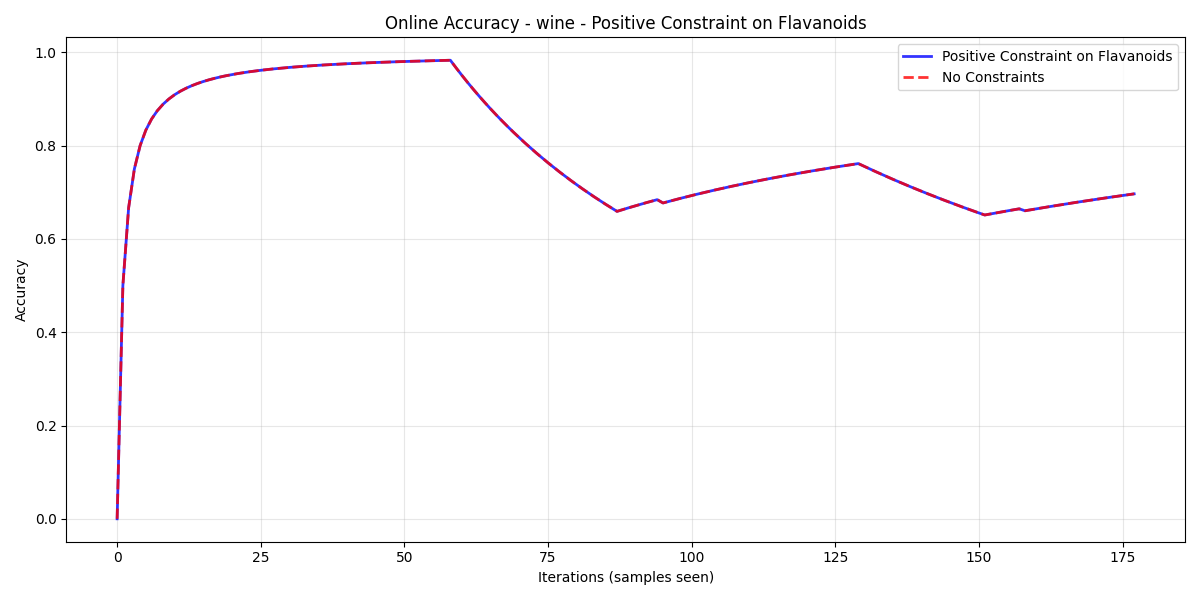 Online Accuracy - wine - Positive Constraint on Flavanoids
Positive Constraint on Flavanoids
No Constraints
Accuracy
1.0
0.8
0.6
0.4
0.2
0.0
0 25 50 75 100 125 150 175
Iterations (samples seen)